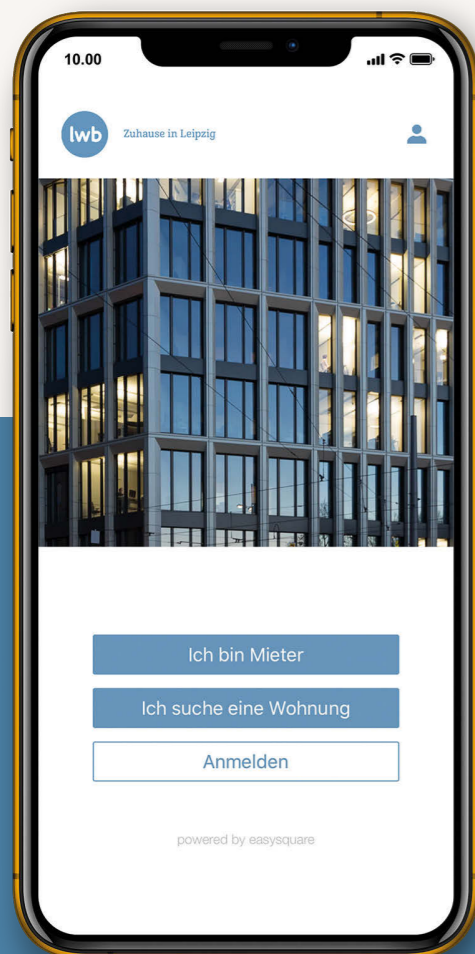 10.00
lwb
Zuhause in Leipzig
Ich bin Mieter
Ich suche eine Wohnung
Anmelden
powered by easysquare